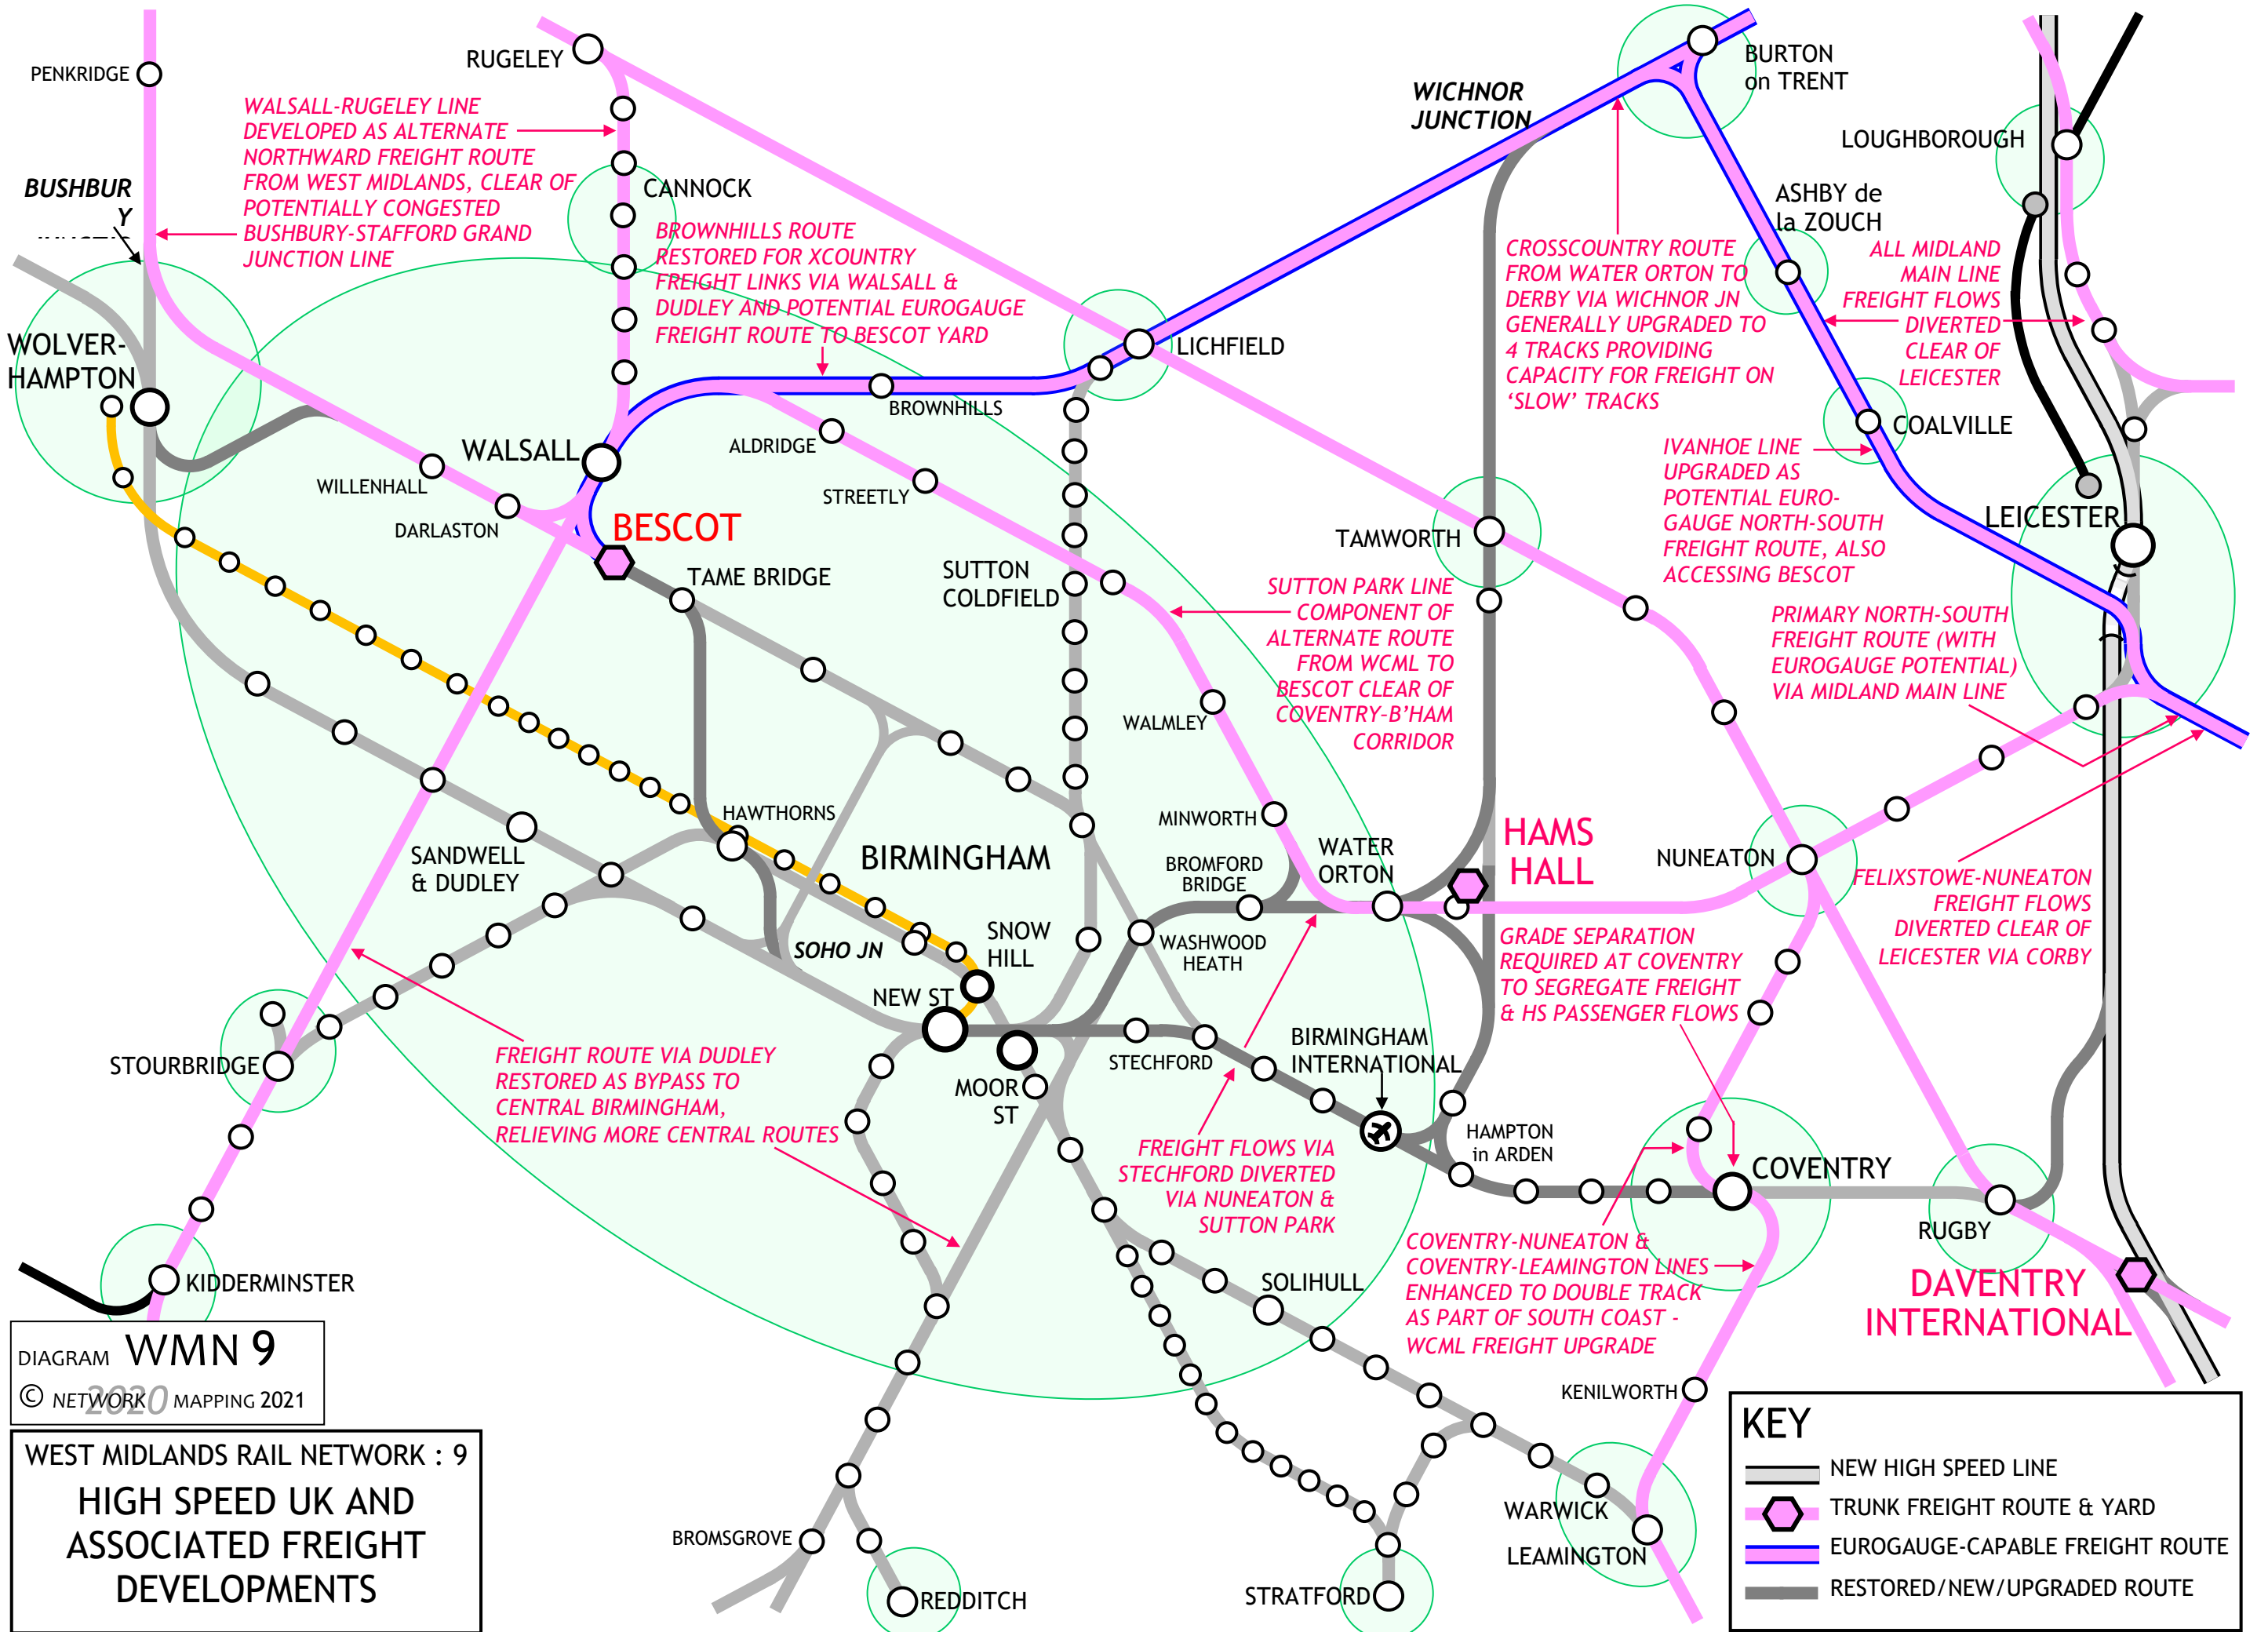 PENKRIDGE
RUGELEY
WALSALL-RUGELEY LINE
DEVELOPED AS ALTERNATE
NORTHWARD FREIGHT ROUTE
FROM WEST MIDLANDS, CLEAR OF
POTENTIALLY CONGESTED
BUSHBURY-STAFFORD GRAND
JUNCTION LINE
BUSHBUR
Y
CANNOCK
BROWNHILLS ROUTE
RESTORED FOR XCOUNTRY
FREIGHT LINKS VIA WALSALL &
DUDLEY AND POTENTIAL EUROGAUGE
FREIGHT ROUTE TO BESCOT YARD
WICHNOR
JUNCTION
BURTON
on TRENT
LOUGHBOROUGH
ASHBY de
la ZOUCH
CROSSCOUNTRY ROUTE
FROM WATER ORTON TO
DERBY VIA WICHNOR JN
GENERALLY UPGRADED TO
4 TRACKS PROVIDING
CAPACITY FOR FREIGHT ON
‘SLOW’ TRACKS
ALL MIDLAND
MAIN LINE
FREIGHT FLOWS
DIVERTED
CLEAR OF
LEICESTER
WOLVER-
HAMPTON
LICHFIELD
BROWNHILLS
ALDRIDGE
STREETLY
WALSALL
WILLENHALL
DARLASTON
BESCOT
TAME BRIDGE
SUTTON
COLDFIELD
TAMWORTH
COALVILLE
IVANHOE LINE
UPGRADED AS
POTENTIAL EURO-
GAUGE NORTH-SOUTH
FREIGHT ROUTE, ALSO
ACCESSING BESCOT
LEICESTER
SUTTON PARK LINE
COMPONENT OF
ALTERNATE ROUTE
FROM WCML TO
BESCOT CLEAR OF
COVENTRY-B’HAM
CORRIDOR
PRIMARY NORTH-SOUTH
FREIGHT ROUTE (WITH
EUROGAUGE POTENTIAL)
VIA MIDLAND MAIN LINE
WALMLEY
MINWORTH
HAWTHORNS
BIRMINGHAM
BROMFORD
BRIDGE
WATER
ORTON
HAMS
HALL
NUNEATON
SANDWELL
& DUDLEY
SOHO JN
SNOW
HILL
WASHWOOD
HEATH
FELIXSTOWE-NUNEATON
FREIGHT FLOWS
DIVERTED CLEAR OF
LEICESTER VIA CORBY
GRADE SEPARATION
REQUIRED AT COVENTRY
TO SEGREGATE FREIGHT
& HS PASSENGER FLOWS
NEW ST
MOOR
ST
STECHFORD
BIRMINGHAM
INTERNATIONAL
STOURBRIDGE
FREIGHT ROUTE VIA DUDLEY
RESTORED AS BYPASS TO
CENTRAL BIRMINGHAM,
RELIEVING MORE CENTRAL ROUTES
FREIGHT FLOWS VIA
STECHFORD DIVERTED
VIA NUNEATON &
SUTTON PARK
HAMPTON
in ARDEN
COVENTRY
RUGBY
COVENTRY-NUNEATON &
COVENTRY-LEAMINGTON LINES
ENHANCED TO DOUBLE TRACK
AS PART OF SOUTH COAST -
WCML FREIGHT UPGRADE
DAVENTRY
INTERNATIONAL
KIDDERMINSTER
SOLIHULL
KENILWORTH
WARWICK
LEAMINGTON
BROMSGROVE
REDDITCH
STRATFORD
DIAGRAM WMN 9
© NETWORK 2020 MAPPING 2021
WEST MIDLANDS RAIL NETWORK : 9
HIGH SPEED UK AND
ASSOCIATED FREIGHT
DEVELOPMENTS
KEY
NEW HIGH SPEED LINE
TRUNK FREIGHT ROUTE & YARD
EUROGAUGE-CAPABLE FREIGHT ROUTE
RESTORED/NEW/UPGRADED ROUTE